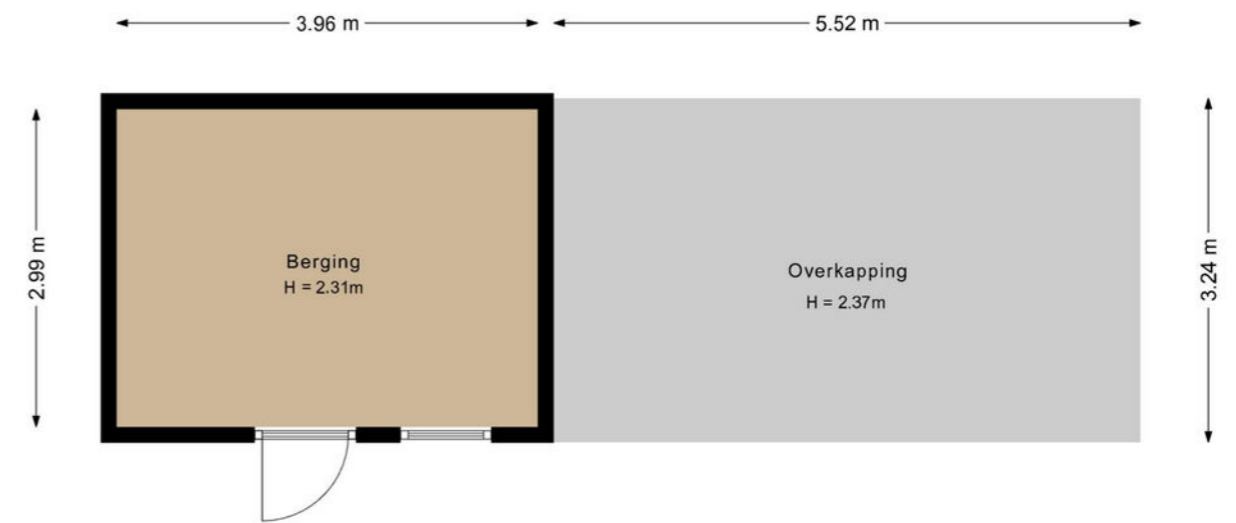 3.96 m
5.52 m
2.99 m
Berging
H = 2.31m
Overkapping
H = 2.37m
3.24 m